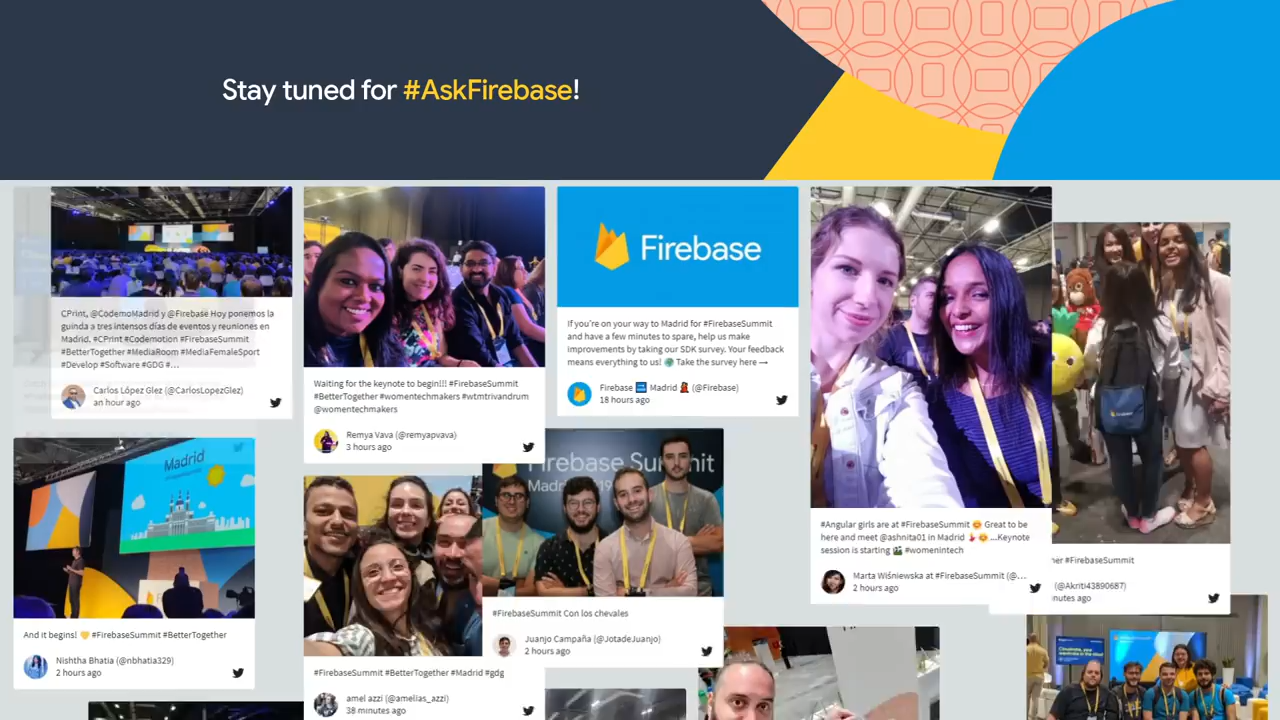 Stay tuned for #AskFirebase!
CPrint, @CodemoMadrid y @Firebase Hoy ponemos la
guinda a tres intensos días de eventos y reuniones en
Madrid. #CPrint #Codemotion #FirebaseSummit
#BetterTogether #MediaRoom #MediaFemaleSport
#Develop #Software #GDG #…
Carlos López Glez (@CarlosLopezGlez)
an hour ago
Waiting for the keynote to begin!!! #FirebaseSummit
#BetterTogether #womentechmakers #wtmtrivandrum
@womentechmakers
Remya Vava (@remyapvava)
3 hours ago
Firebase
If you're on your way to Madrid for #FirebaseSummit
and have a few minutes to spare, help us make
improvements by taking our SDK survey. Your feedback
means everything to us! 🌍 Take the survey here →
Firebase 🔜 Madrid 💃 (@Firebase)
18 hours ago
#Angular girls are at #FirebaseSummit 😊 Great to be
here and meet @ashnita01 in Madrid 💃😊 ...Keynote
session is starting 🎬 #womenintech
Marta Wiśniewska at #FirebaseSummit (@…
2 hours ago
#FirebaseSummit
(@Akriti43890687)
Madrid
And it begins! 💛 #FirebaseSummit #BetterTogether
Nishtha Bhatia (@nbhatia329)
2 hours ago
#FirebaseSummit #BetterTogether #Madrid #gdg
amel azzi (@amelias_azzi)
38 minutes ago
Firebase Summit
#FirebaseSummit Con los chevales
Juanjo Campaña (@JotadeJuanjo)
2 hours ago